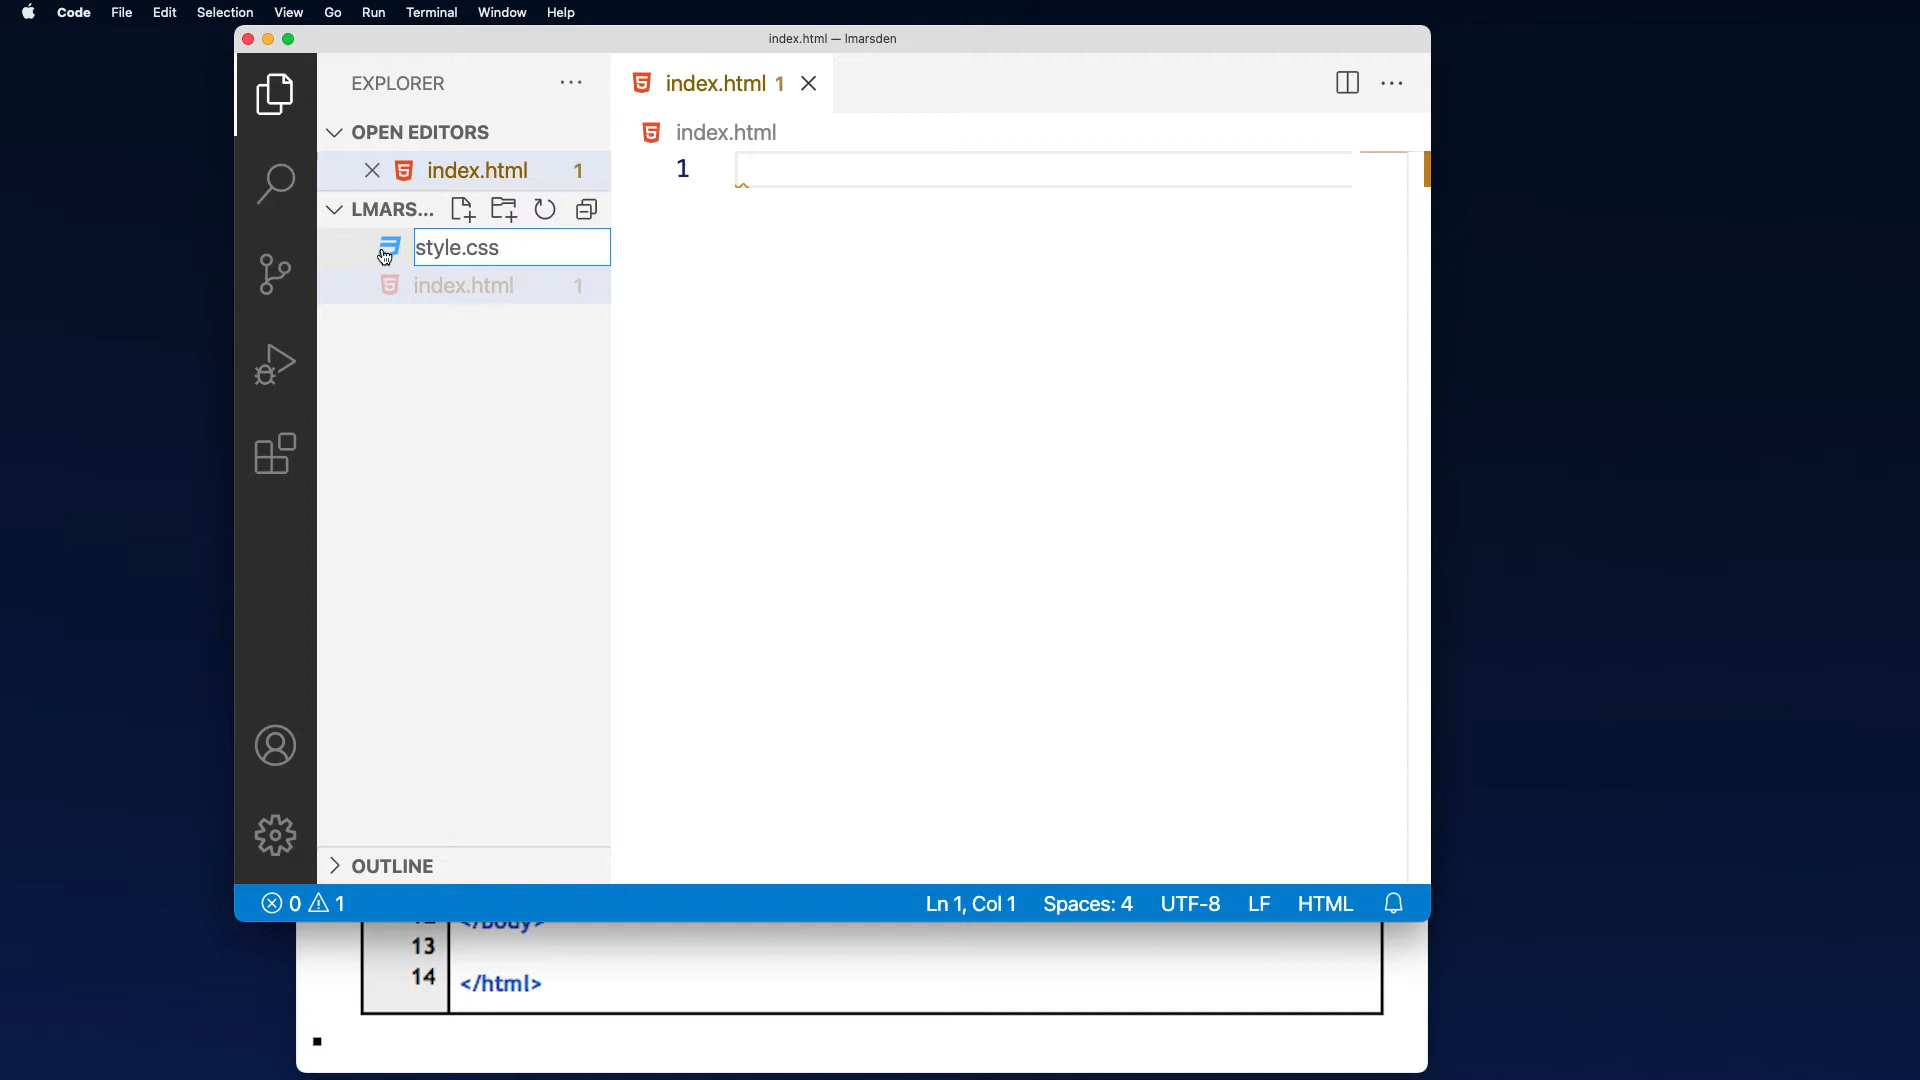 Code File Edit Selection View Go Run Terminal Window Help
index.html — lmarsden
EXPLORER
index.html 1
OPEN EDITORS
index.html
index.html 1
1
LMARS...
style.css
index.html 1
OUTLINE
0 1
Ln 1, Col 1 Spaces: 4 UTF-8 LF HTML
</body>
13
14 </html>